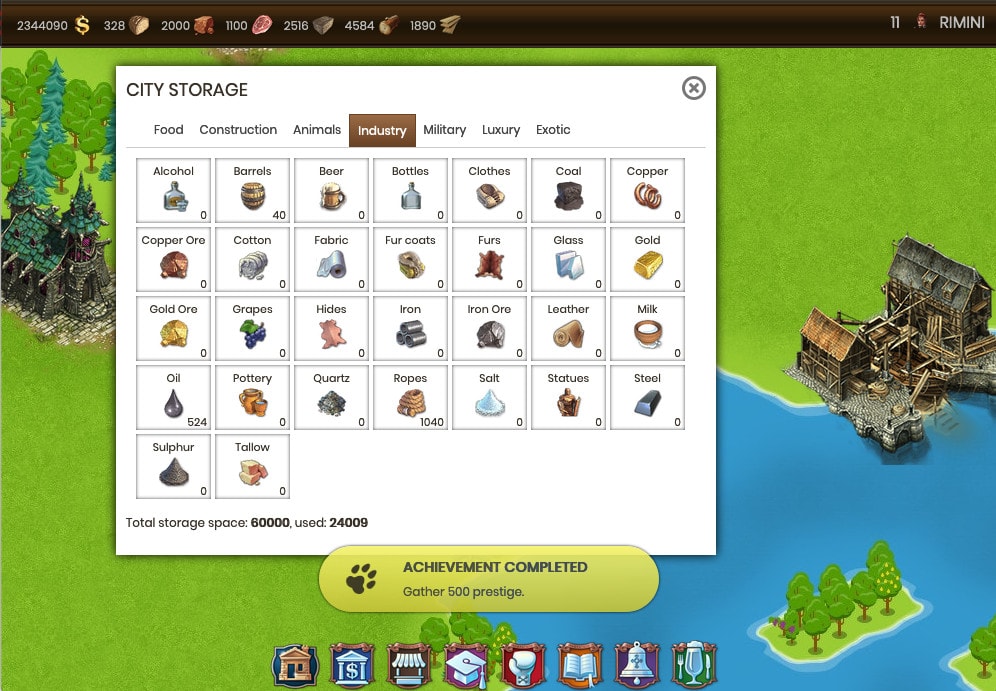 2344090 328 2000 1100 2516 4584 1890 11 RIMINI
CITY STORAGE
Food Construction Animals Industry Military Luxury Exotic
Alcohol Barrels Beer Bottles Clothes Coal Copper
0 40 0 0 0 0 0
Copper Ore Cotton Fabric Fur coats Furs Glass Gold
0 0 0 0 0 0 0
Gold Ore Grapes Hides Iron Iron Ore Leather Milk
0 0 0 0 0 0 0
Oil Pottery Quartz Ropes Salt Statues Steel
524 0 0 1040 0 0 0
Sulphur Tallow
0 0
Total storage space: 60000, used: 24009
ACHIEVEMENT COMPLETED
Gather 500 prestige.